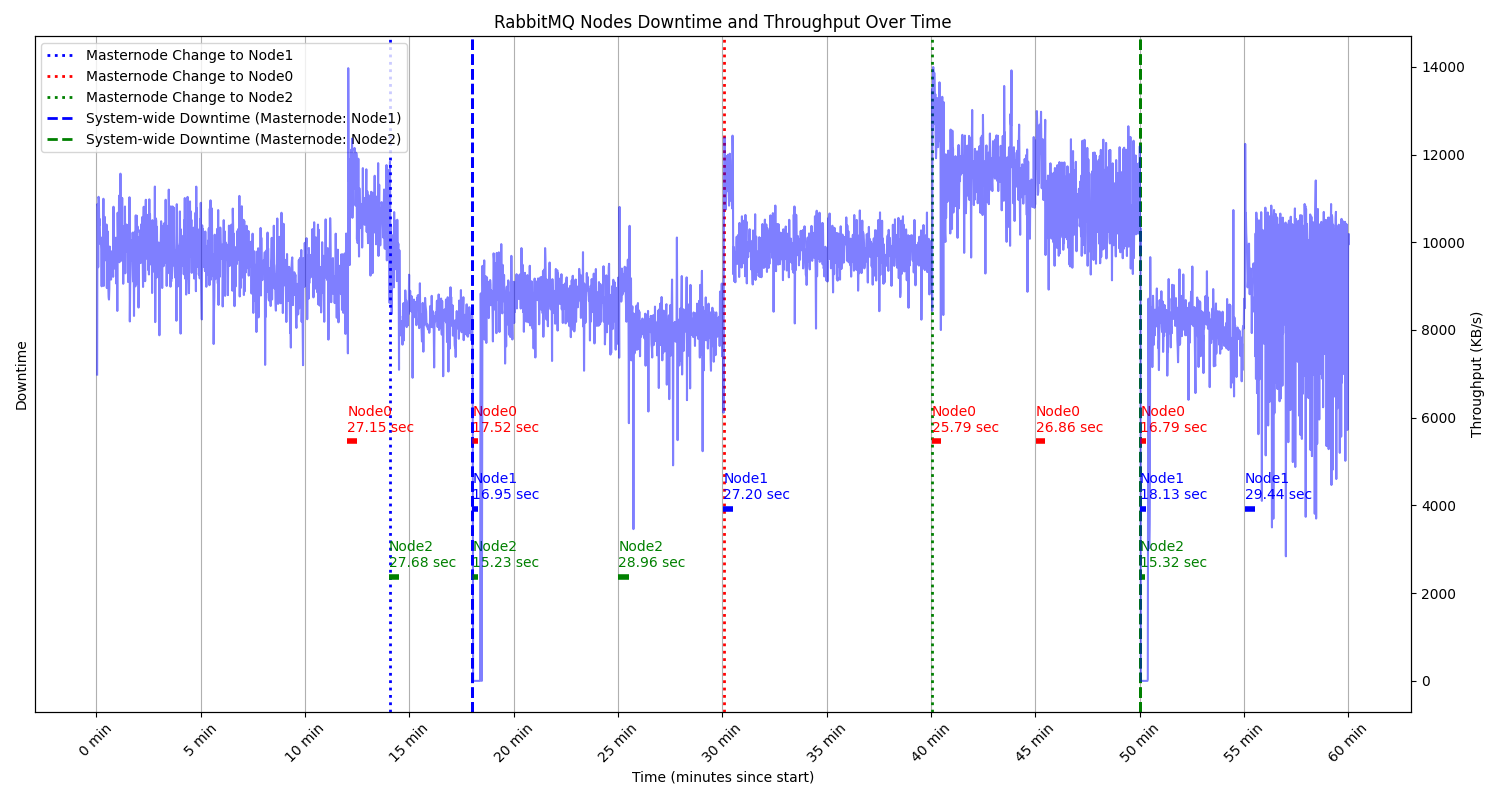 RabbitMQ Nodes Downtime and Throughput Over Time
Masternode Change to Node1
Masternode Change to Node0
Masternode Change to Node2
System-wide Downtime (Masternode: Node1)
System-wide Downtime (Masternode: Node2)
Downtime
Node0
27.15 sec
Node0
17.52 sec
Node0
25.79 sec
Node0
26.86 sec
Node0
16.79 sec
Node1
16.95 sec
Node1
27.20 sec
Node1
18.13 sec
Node1
29.44 sec
Node2
27.68 sec
Node2
15.23 sec
Node2
28.96 sec
Node2
15.32 sec
14000
12000
10000
8000
6000
4000
2000
0
Throughput (KB/s)
0 min
5 min
10 min
15 min
20 min
25 min
30 min
35 min
40 min
45 min
50 min
55 min
60 min
Time (minutes since start)